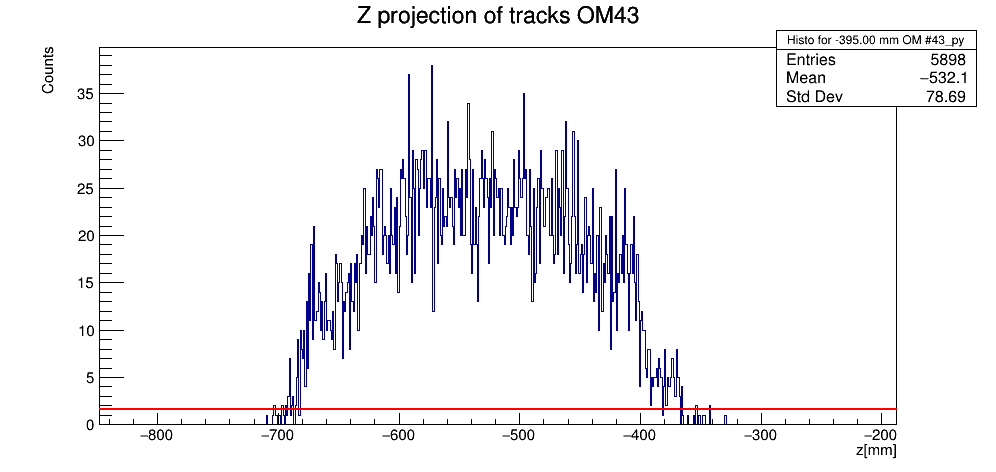 Z projection of tracks OM43
Histo for -395.00 mm OM #43_py
Entries 5898
Mean −532.1
Std Dev 78.69
Counts
35
30
25
20
15
10
5
0
−800 −700 −600 −500 −400 −300 −200
z[mm]